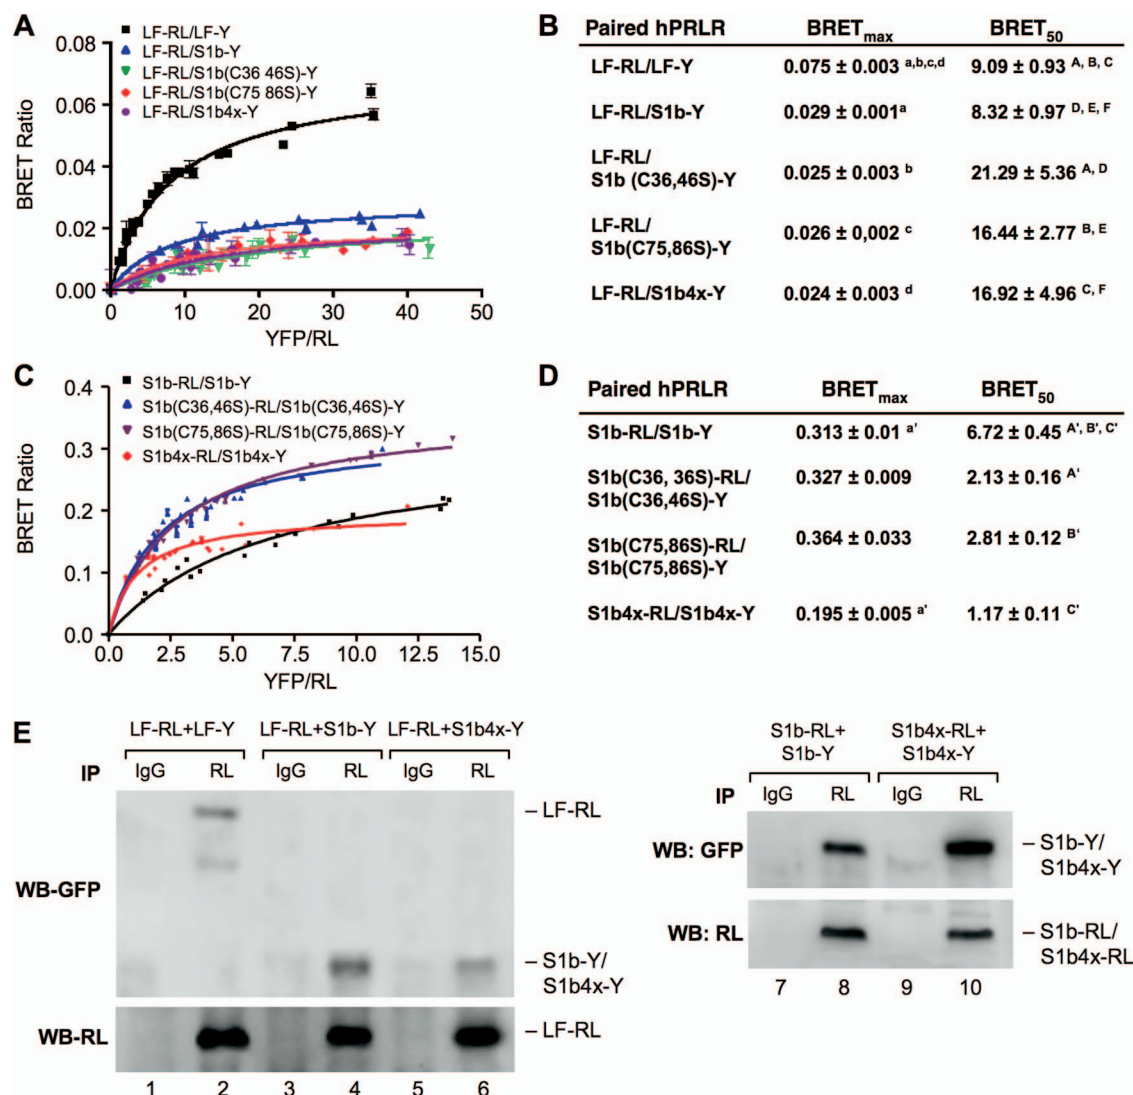 A
LF-RL/LF-Y
LF-RL/S1b-Y
LF-RL/S1b(C36 46S)-Y
LF-RL/S1b(C75 86S)-Y
LF-RL/S1b4x-Y
BRET Ratio
0.08
0.06
0.04
0.02
0.00
0 10 20 30 40 50
YFP/RL
B
Paired hPRLR BRETmax BRET50
LF-RL/LF-Y 0.075 ± 0.003 a,b,c,d 9.09 ± 0.93 A, B, C
LF-RL/S1b-Y 0.029 ± 0.001 a 8.32 ± 0.97 D, E, F
LF-RL/
S1b (C36,46S)-Y 0.025 ± 0.003 b 21.29 ± 5.36 A, D
LF-RL/
S1b(C75,86S)-Y 0.026 ± 0,002 c 16.44 ± 2.77 B, E
LF-RL/S1b4x-Y 0.024 ± 0.003 d 16.92 ± 4.96 C, F
C
S1b-RL/S1b-Y
S1b(C36,46S)-RL/S1b(C36,46S)-Y
S1b(C75,86S)-RL/S1b(C75,86S)-Y
S1b4x-RL/S1b4x-Y
BRET Ratio
0.4
0.3
0.2
0.1
0.0
0.0 2.5 5.0 7.5 10.0 12.5 15.0
YFP/RL
D
Paired hPRLR BRETmax BRET50
S1b-RL/S1b-Y 0.313 ± 0.01 a' 6.72 ± 0.45 A', B', C'
S1b(C36, 36S)-RL/
S1b(C36,46S)-Y 0.327 ± 0.009 2.13 ± 0.16 A'
S1b(C75,86S)-RL/
S1b(C75,86S)-Y 0.364 ± 0.033 2.81 ± 0.12 B'
S1b4x-RL/S1b4x-Y 0.195 ± 0.005 a' 1.17 ± 0.11 C'
E
LF-RL+LF-Y LF-RL+S1b-Y LF-RL+S1b4x-Y
IP IgG RL IgG RL IgG RL
WB-GFP
– LF-RL
– S1b-Y/
S1b4x-Y
WB-RL
– LF-RL
1 2 3 4 5 6
S1b-RL+
S1b-Y
S1b4x-RL+
S1b4x-Y
IP IgG RL IgG RL
WB: GFP
– S1b-Y/
S1b4x-Y
WB: RL
– S1b-RL/
S1b4x-RL
7 8 9 10